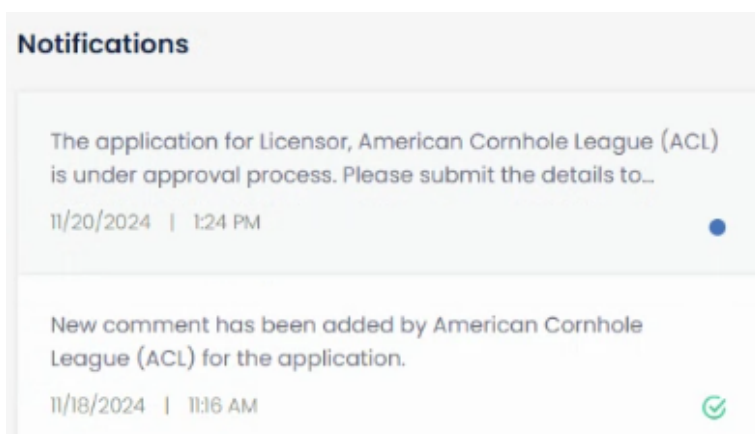 Notifications
The application for Licensor, American Cornhole League (ACL)
is under approval process. Please submit the details to...
11/20/2024 | 1:24 PM
New comment has been added by American Cornhole
League (ACL) for the application.
11/18/2024 | 11:16 AM